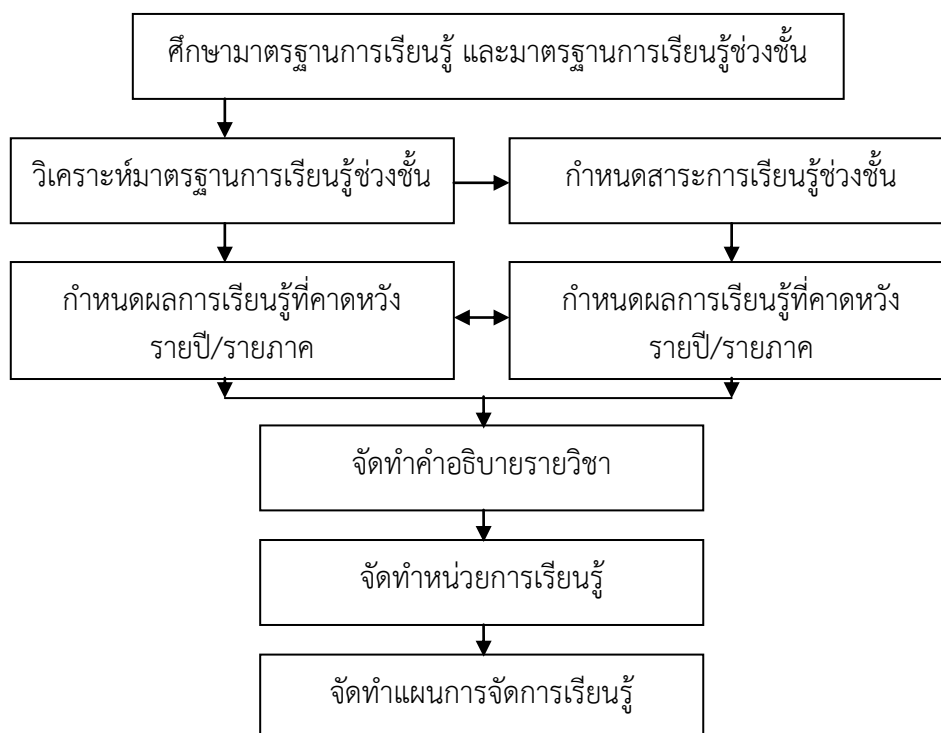 ศึกษามาตรฐานการเรียนรู้ และมาตรฐานการเรียนรู้ช่วงชั้น
วิเคราะห์มาตรฐานการเรียนรู้ช่วงชั้น
กำหนดสาระการเรียนรู้ช่วงชั้น
กำหนดผลการเรียนรู้ที่คาดหวัง
รายปี/รายภาค
กำหนดผลการเรียนรู้ที่คาดหวัง
รายปี/รายภาค
จัดทำคำอธิบายรายวิชา
จัดทำหน่วยการเรียนรู้
จัดทำแผนการจัดการเรียนรู้